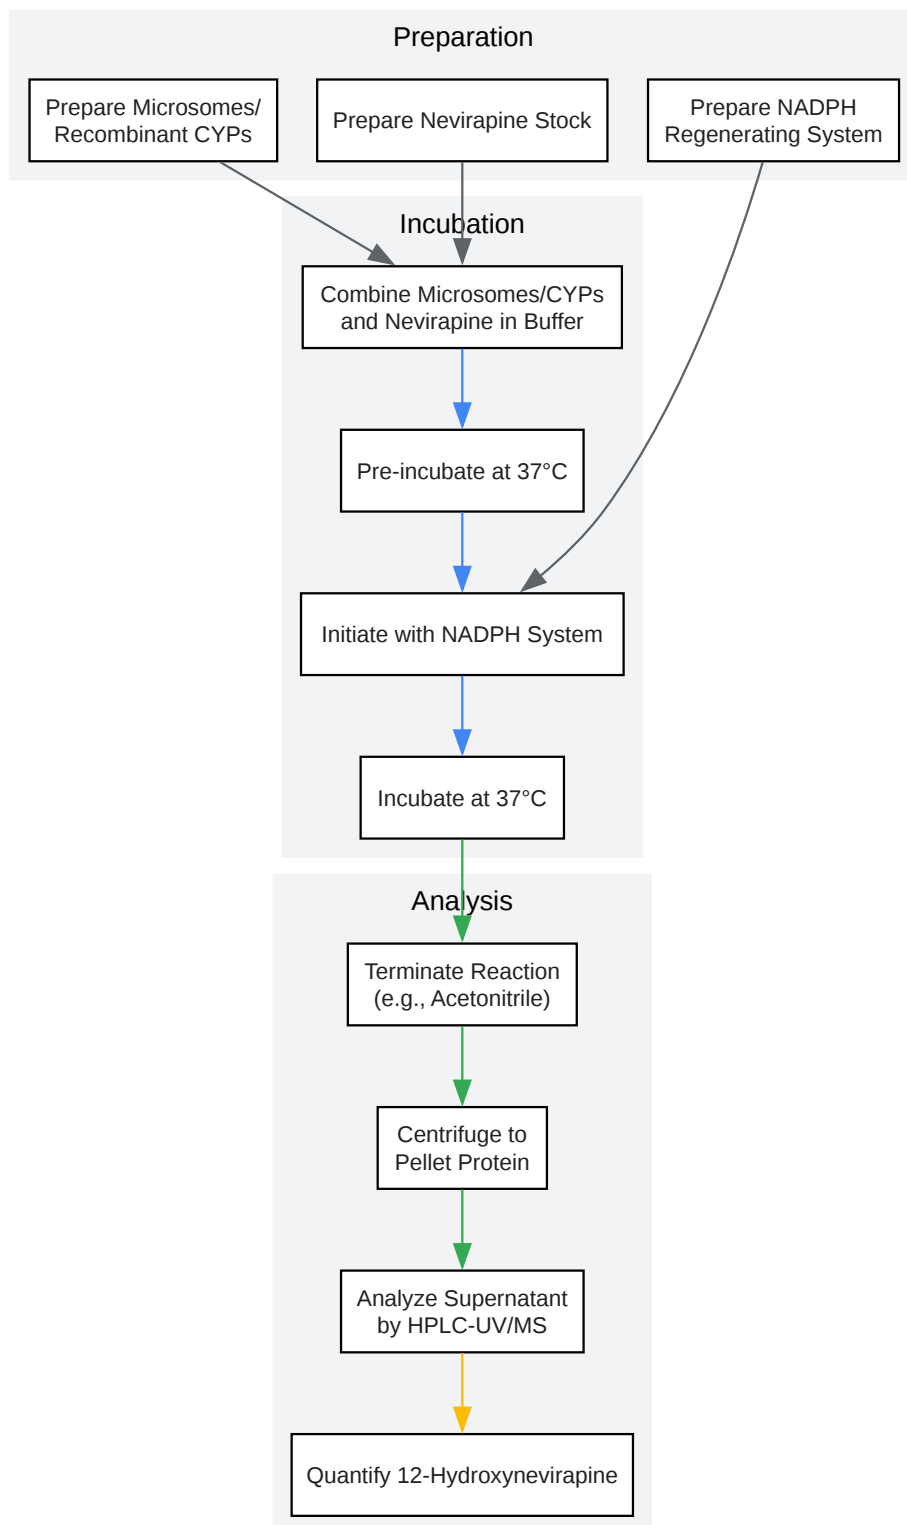 Preparation
Prepare Microsomes/
Recombinant CYPs
Prepare Nevirapine Stock
Prepare NADPH
Regenerating System
Incubation
Combine Microsomes/CYPs
and Nevirapine in Buffer
Pre-incubate at 37°C
Initiate with NADPH System
Incubate at 37°C
Analysis
Terminate Reaction
(e.g., Acetonitrile)
Centrifuge to
Pellet Protein
Analyze Supernatant
by HPLC-UV/MS
Quantify 12-Hydroxynevirapine